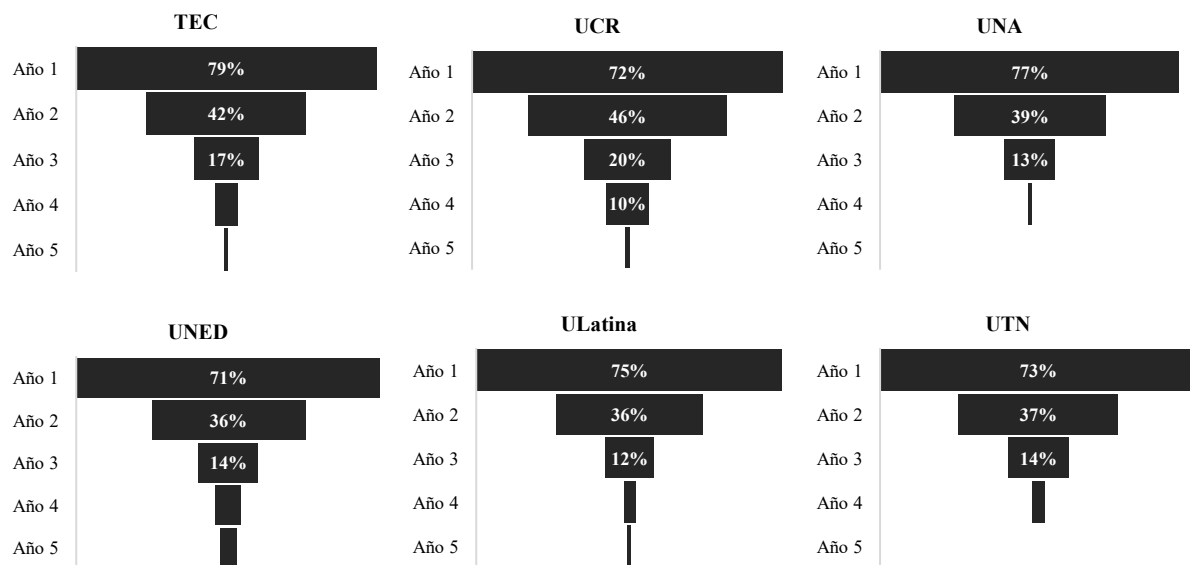 TEC
Año 1 79%
Año 2 42%
Año 3 17%
Año 4
Año 5
UCR
Año 1 72%
Año 2 46%
Año 3 20%
Año 4 10%
Año 5
UNA
Año 1 77%
Año 2 39%
Año 3 13%
Año 4
Año 5
UNED
Año 1 71%
Año 2 36%
Año 3 14%
Año 4
Año 5
ULatina
Año 1 75%
Año 2 36%
Año 3 12%
Año 4
Año 5
UTN
Año 1 73%
Año 2 37%
Año 3 14%
Año 4
Año 5